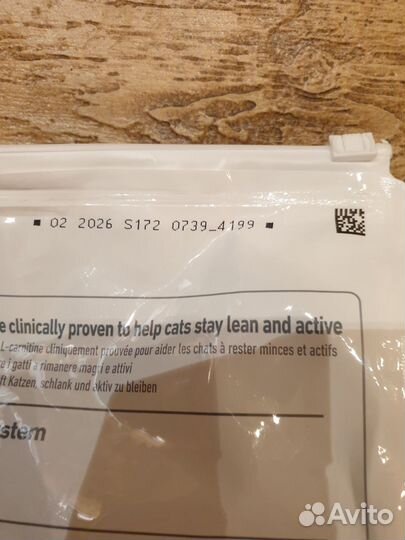 ▪ 02 2026 S172 0739_4199 ▪
e clinically proven to help cats stay lean and active
L-carnitine cliniquement prouvée pour aider les chats à rester minces et actifs
e i gatti a rimanere magri e attivi
ft Katzen, schlank und aktiv zu bleiben
stem
Avito